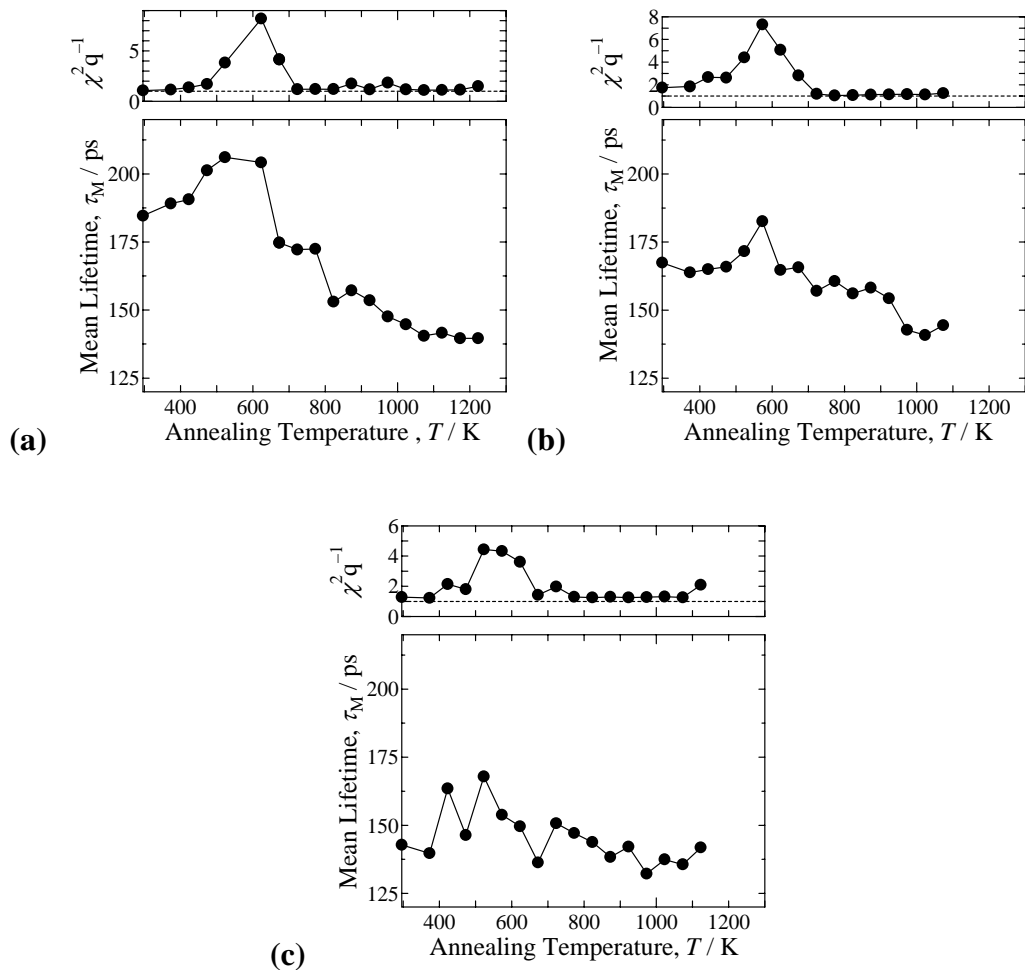 χ²q⁻¹
5
0
Mean Lifetime, τM / ps
200
175
150
125
400 600 800 1000 1200
Annealing Temperature , T / K
(a)
χ²q⁻¹
8
6
4
2
0
Mean Lifetime, τM / ps
200
175
150
125
400 600 800 1000 1200
Annealing Temperature, T / K
(b)
χ²q⁻¹
6
4
2
0
Mean Lifetime, τM / ps
200
175
150
125
400 600 800 1000 1200
Annealing Temperature, T / K
(c)